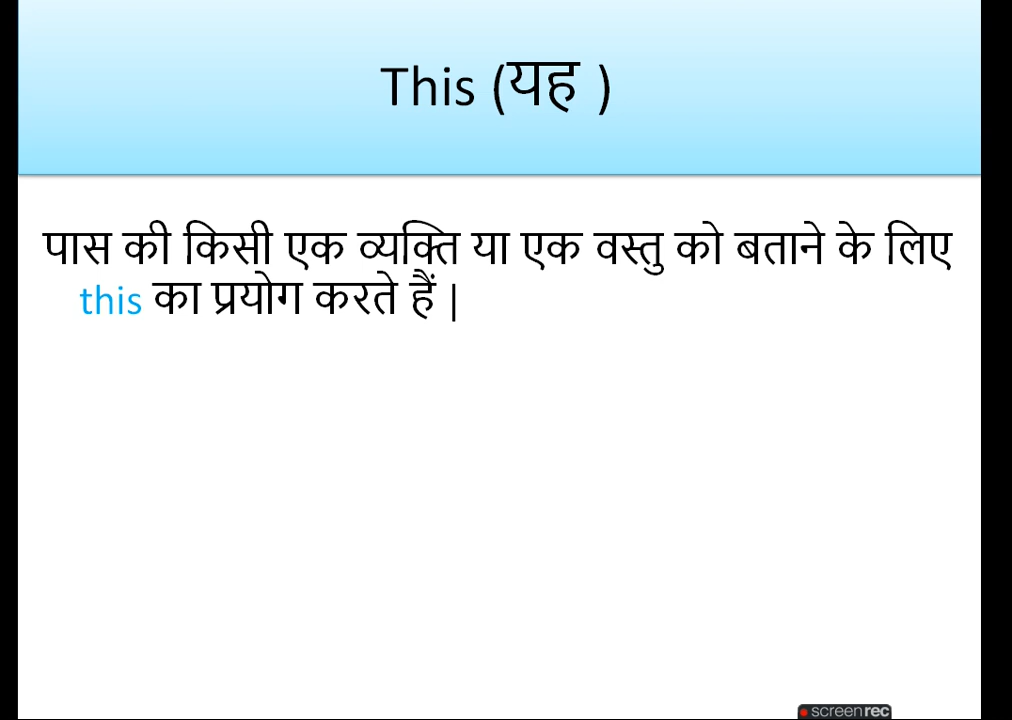 This (यह )
पास की किसी एक व्यक्ति या एक वस्तु को बताने के लिए
this का प्रयोग करते हैं |
screenrec